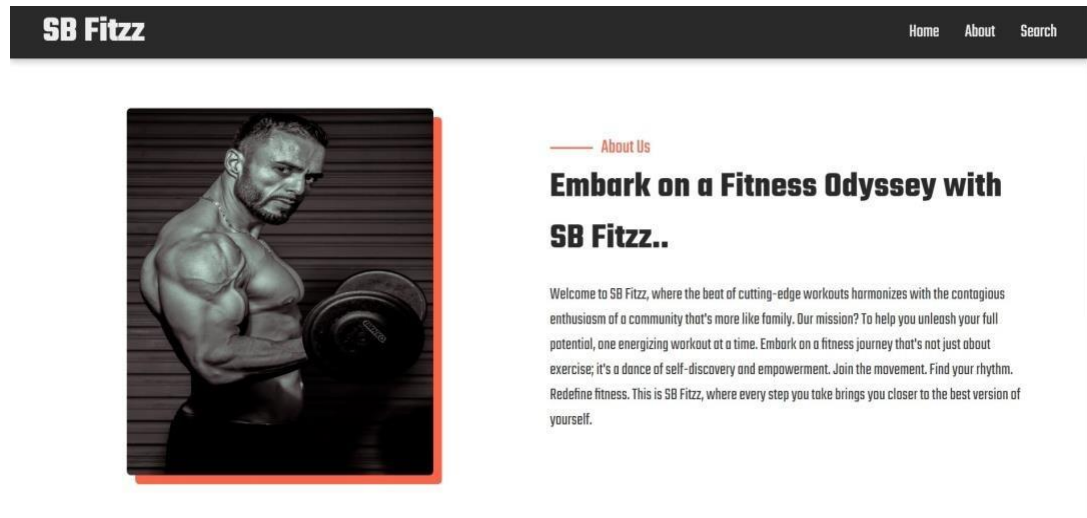 SB Fitzz
Home About Search
About Us
Embark on a Fitness Odyssey with
SB Fitzz..
Welcome to SB Fitzz, where the beat of cutting-edge workouts harmonizes with the contagious
enthusiasm of a community that's more like family. Our mission? To help you unleash your full
potential, one energizing workout at a time. Embark on a fitness journey that's not just about
exercise; it's a dance of self-discovery and empowerment. Join the movement. Find your rhythm.
Redefine fitness. This is SB Fitzz, where every step you take brings you closer to the best version of
yourself.